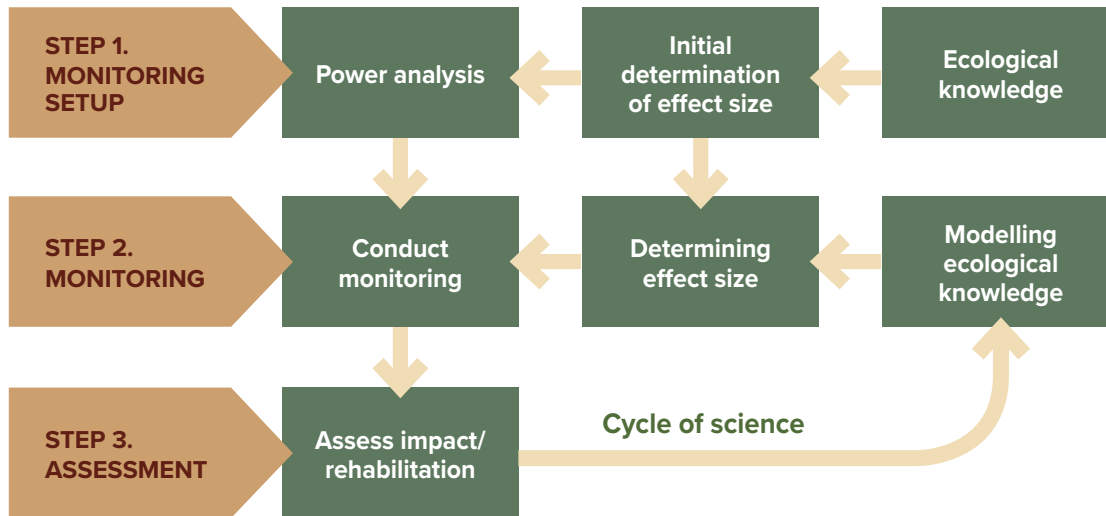 STEP 1.
MONITORING
SETUP
Power analysis
Initial
determination
of effect size
Ecological
knowledge
STEP 2.
MONITORING
Conduct
monitoring
Determining
effect size
Modelling
ecological
knowledge
STEP 3.
ASSESSMENT
Assess impact/
rehabilitation
Cycle of science